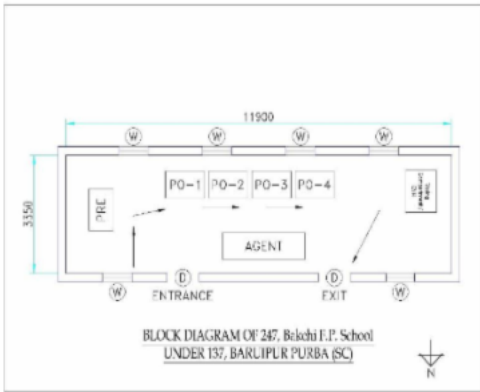 11900
W W W W
3350
PRE
PO-1 PO-2 PO-3 PO-4
AGENT
W D D W
ENTRANCE EXIT
BLOCK DIAGRAM OF 247, Bakchi F.P. School
UNDER 137, BARUIPUR PURBA (SC)
N